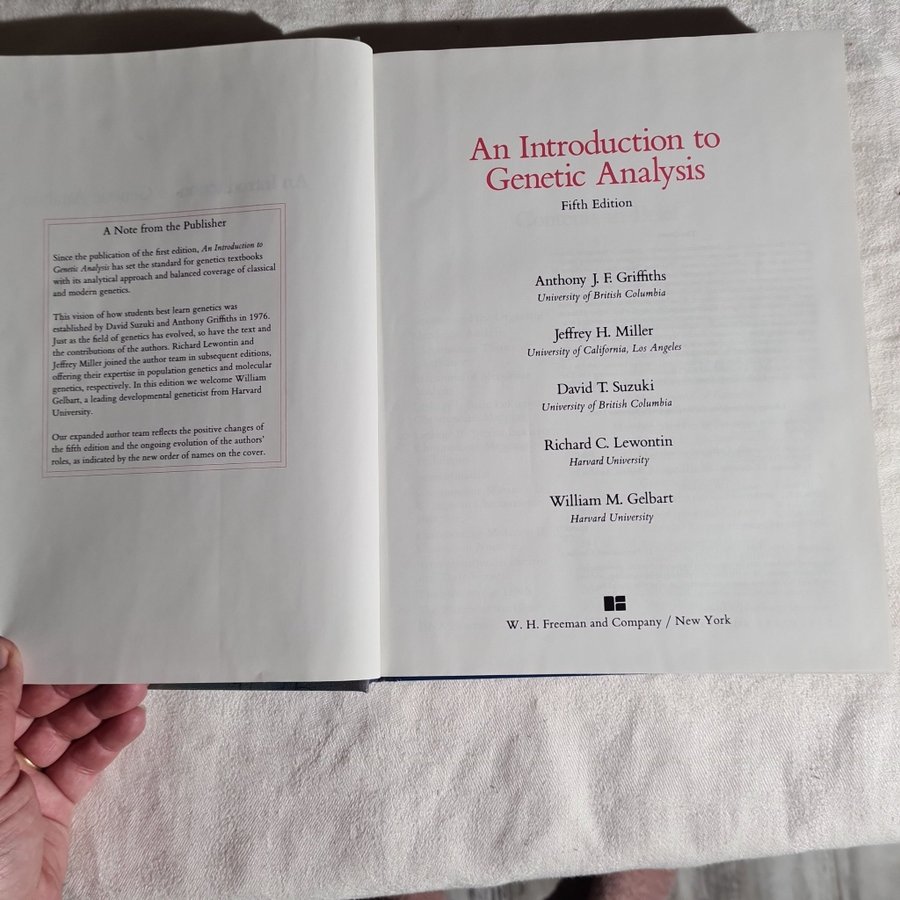 A Note from the Publisher
Since the publication of the first edition, An Introduction to
Genetic Analysis has set the standard for genetics textbooks
with its analytical approach and balanced coverage of classical
and modern genetics.
This vision of how students best learn genetics was
established by David Suzuki and Anthony Griffiths in 1976.
Just as the field of genetics has evolved, so have the text and
the contributions of the authors. Richard Lewontin and
Jeffrey Miller joined the author team in subsequent editions,
offering their expertise in population genetics and molecular
genetics, respectively. In this edition we welcome William
Gelbart, a leading developmental geneticist from Harvard
University.
Our expanded author team reflects the positive changes of
the fifth edition and the ongoing evolution of the authors'
roles, as indicated by the new order of names on the cover.
An Introduction to
Genetic Analysis
Fifth Edition
Anthony J. F. Griffiths
University of British Columbia
Jeffrey H. Miller
University of California, Los Angeles
David T. Suzuki
University of British Columbia
Richard C. Lewontin
Harvard University
William M. Gelbart
Harvard University
W. H. Freeman and Company / New York